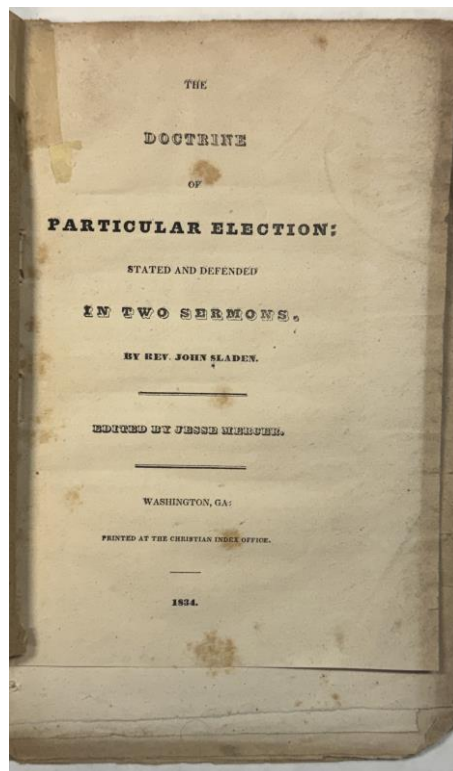 THE
DOCTRINE
OF
PARTICULAR ELECTION;
STATED AND DEFENDED
IN TWO SERMONS.
BY REV. JOHN SLADEN.
EDITED BY JESSE MERCER.
WASHINGTON, GA:
PRINTED AT THE CHRISTIAN INDEX OFFICE.
1834.